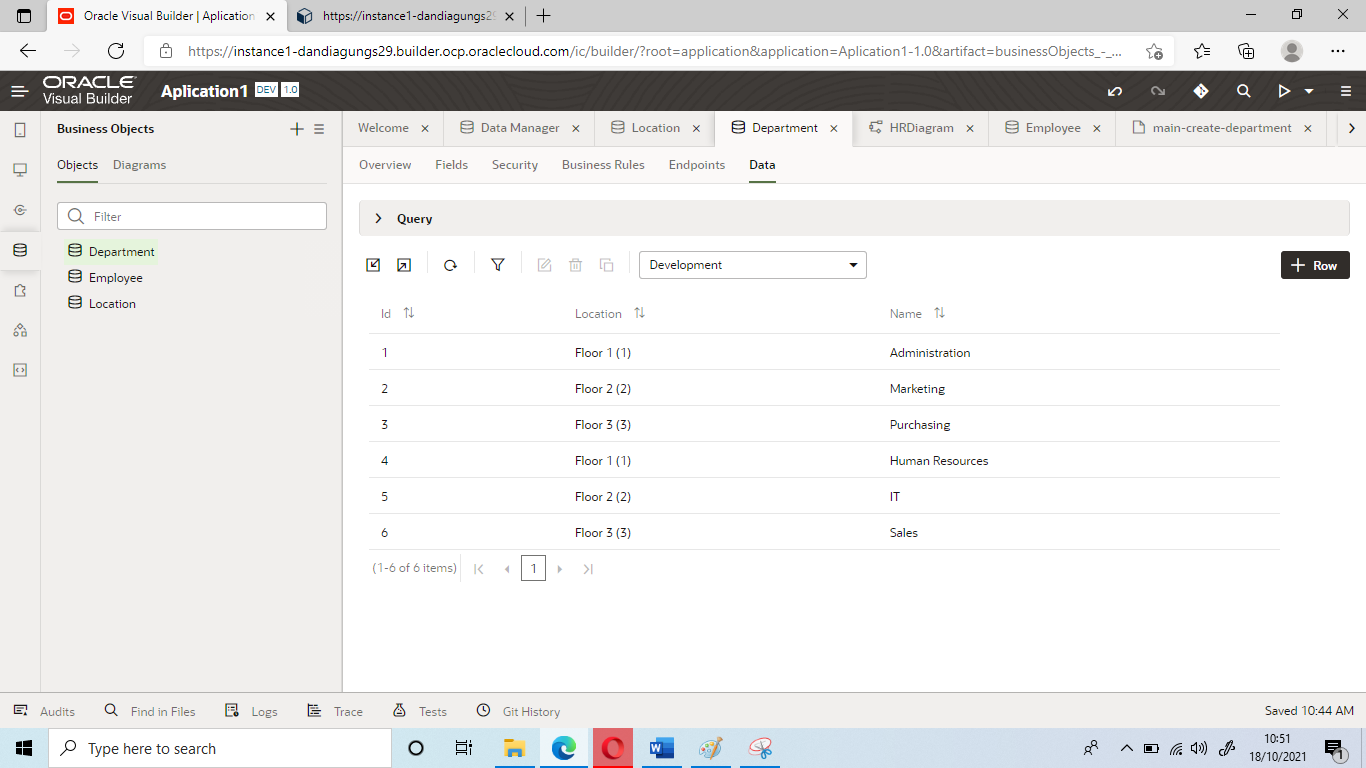 Oracle Visual Builder | Aplication
https://instance1-dandiagungs29
https://instance1-dandiagungs29.builder.ocp.oraclecloud.com/ic/builder/?root=application&application=Aplication1-1.0&artifact=businessObjects_-_...
ORACLE
Visual Builder
Aplication1 DEV 1.0
Business Objects
Welcome Data Manager Location Department HRDiagram Employee main-create-department
Objects Diagrams
Overview Fields Security Business Rules Endpoints Data
Filter
Query
Department
Employee
Location
Development
Row
Id Location Name
1 Floor 1 (1) Administration
2 Floor 2 (2) Marketing
3 Floor 3 (3) Purchasing
4 Floor 1 (1) Human Resources
5 Floor 2 (2) IT
6 Floor 3 (3) Sales
(1-6 of 6 items) 1
Audits Find in Files Logs Trace Tests Git History Saved 10:44 AM
Type here to search
10:51
18/10/2021
1